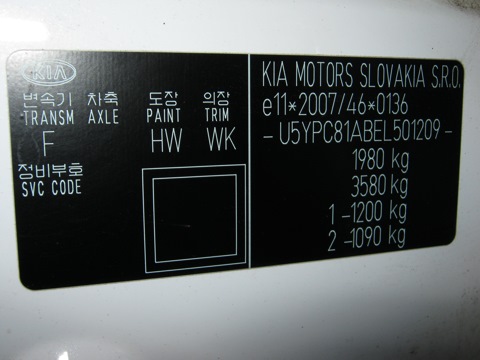 KIA
변속기 차축 도장 의장
TRANSM AXLE PAINT TRIM
F HW WK
정비부호
SVC CODE
KIA MOTORS SLOVAKIA S.R.O.
e11*2007/46*0136
- U5YPC81ABEL501209 -
1980 kg
3580 kg
1 -1200 kg
2 -1090 kg